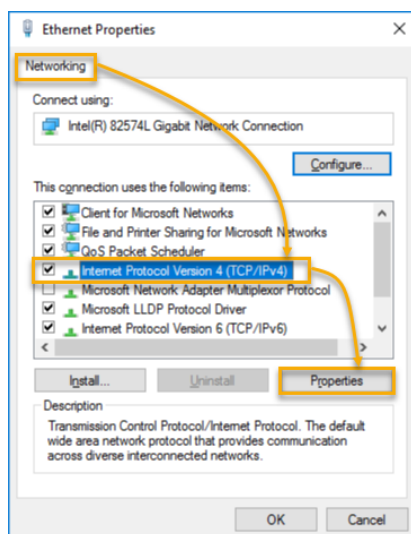 Ethernet Properties
Networking
Connect using:
Intel(R) 82574L Gigabit Network Connection
Configure...
This connection uses the following items:
Client for Microsoft Networks
File and Printer Sharing for Microsoft Networks
QoS Packet Scheduler
Internet Protocol Version 4 (TCP/IPv4)
Microsoft Network Adapter Multiplexor Protocol
Microsoft LLDP Protocol Driver
Internet Protocol Version 6 (TCP/IPv6)
Install...
Uninstall
Properties
Description
Transmission Control Protocol/Internet Protocol. The default
wide area network protocol that provides communication
across diverse interconnected networks.
OK
Cancel